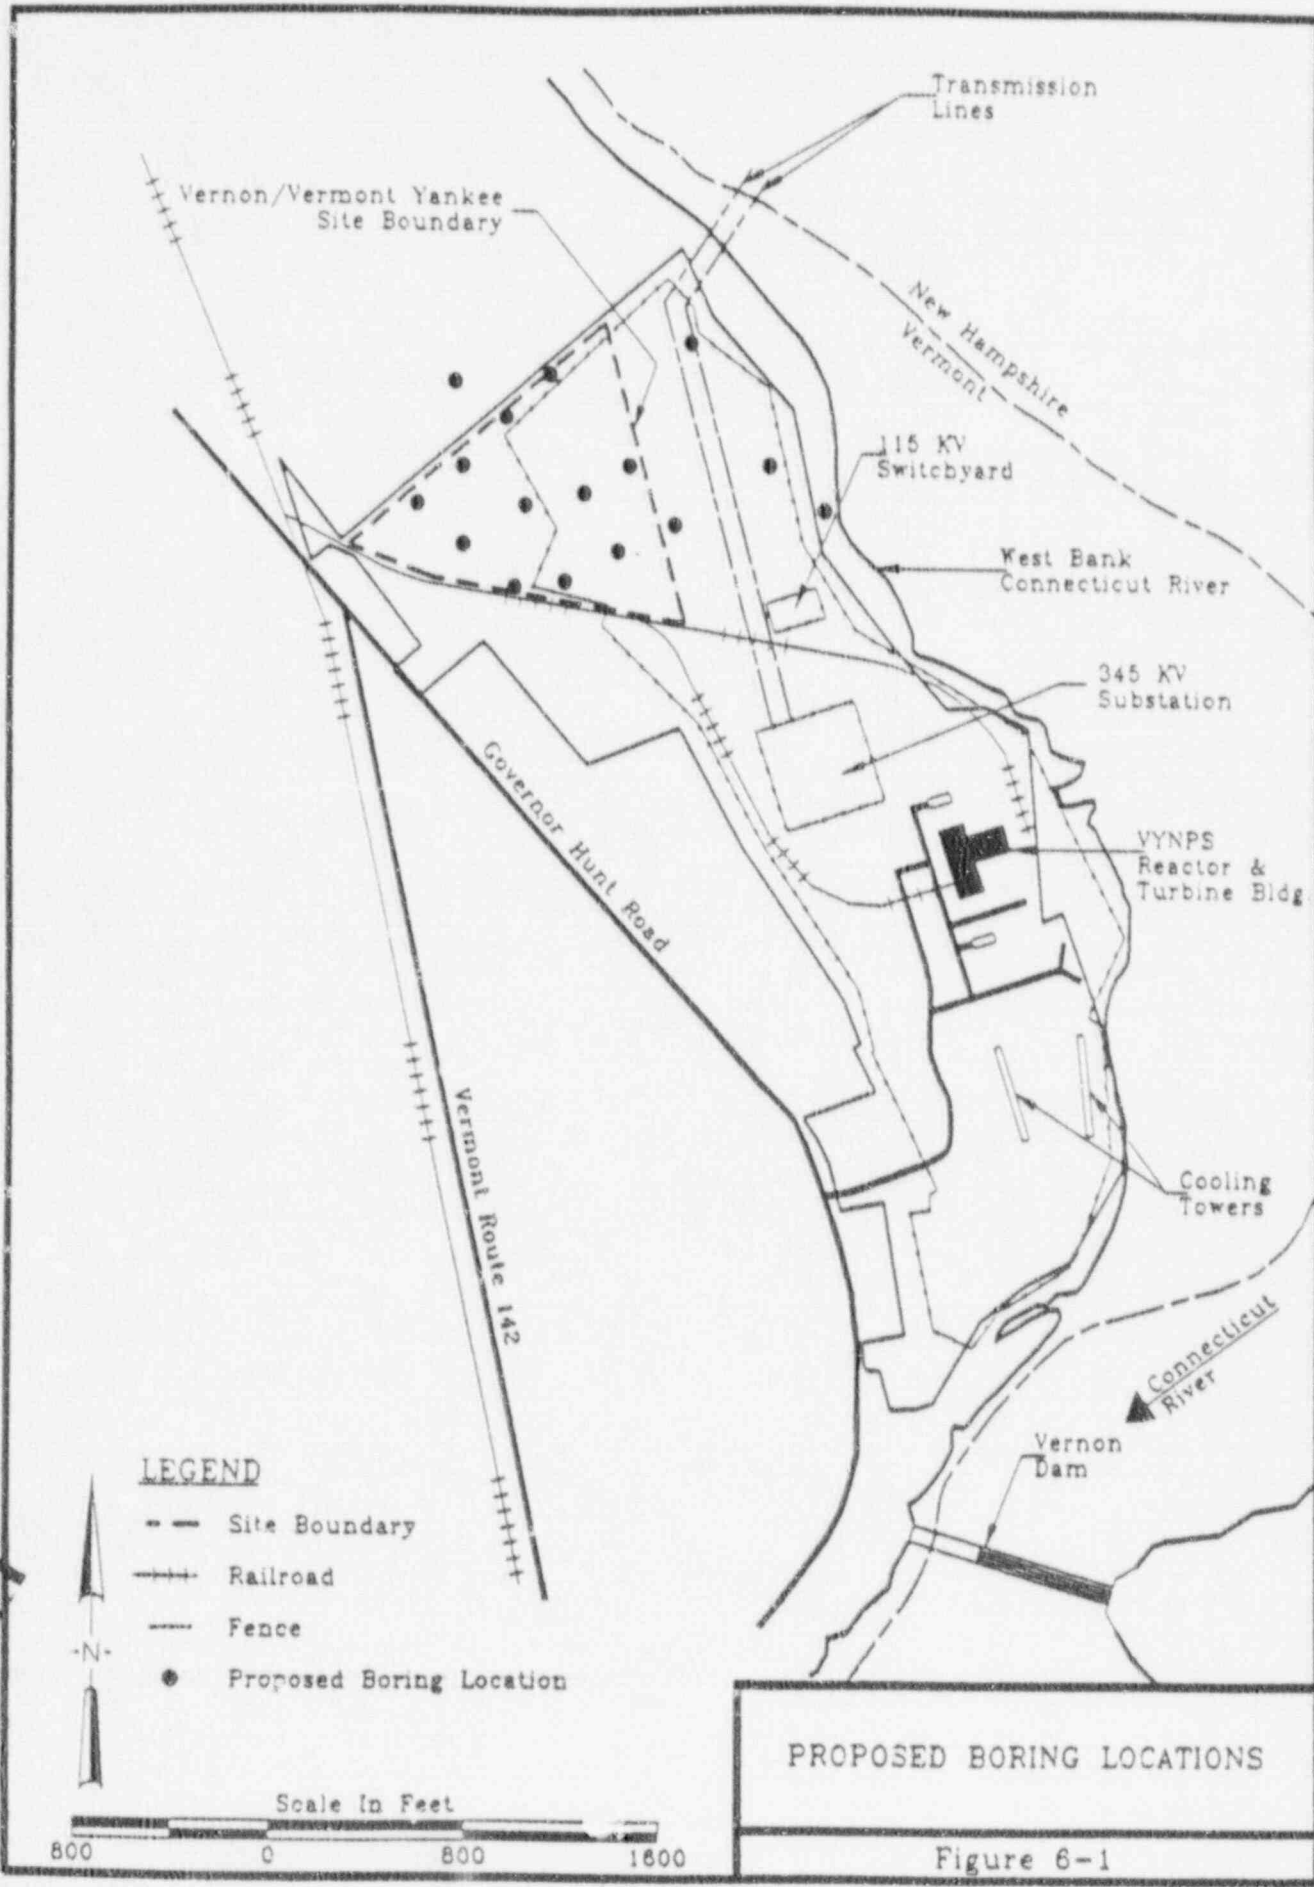 Transmission
Lines
Vernon/Vermont Yankee
Site Boundary
New Hampshire
Vermont
115 KV
Switchyard
West Bank
Connecticut River
345 KV
Substation
Governor Hunt Road
VYNPS
Reactor &
Turbine Bldg.
Vermont Route 142
Cooling
Towers
Connecticut
River
Vernon
Dam
LEGEND
Site Boundary
Railroad
Fence
Proposed Boring Location
-N-
Scale In Feet
800 0 800 1600
PROPOSED BORING LOCATIONS
Figure 6-1